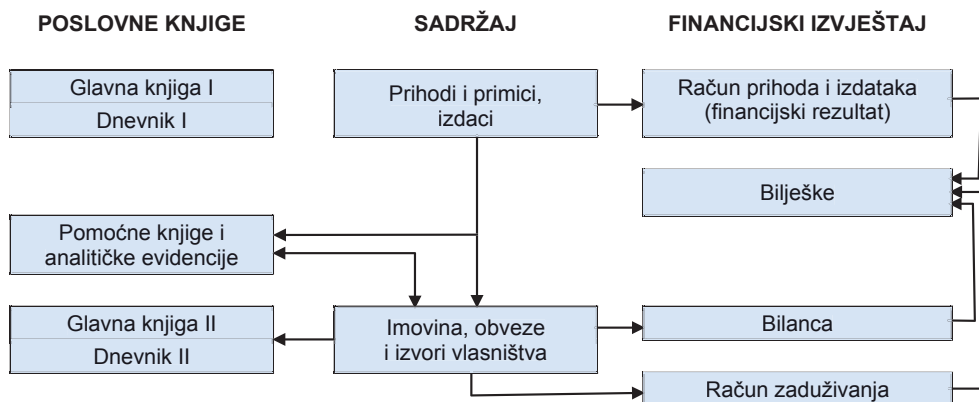 POSLOVNE KNJIGE
SADRŽAJ
FINANCIJSKI IZVJEŠTAJ
Glavna knjiga I
Dnevnik I
Prihodi i primici,
izdaci
Račun prihoda i izdataka
(financijski rezultat)
Bilješke
Pomoćne knjige i
analitičke evidencije
Glavna knjiga II
Dnevnik II
Imovina, obveze
i izvori vlasništva
Bilanca
Račun zaduživanja